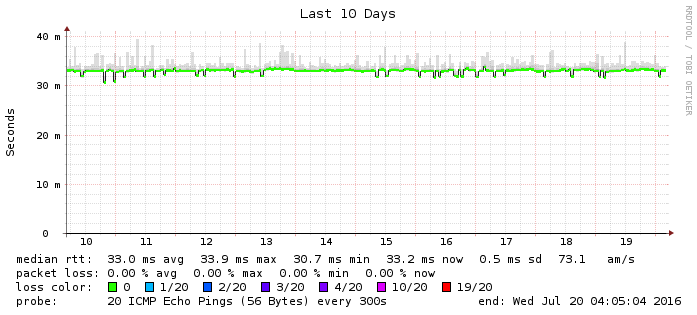 Last 10 Days
RRDTOOL / TOBI OETIKER
Seconds
40 m
30 m
20 m
10 m
0
10 11 12 13 14 15 16 17 18 19
median rtt: 33.0 ms avg 33.9 ms max 30.7 ms min 33.2 ms now 0.5 ms sd 73.1 am/s
packet loss: 0.00 % avg 0.00 % max 0.00 % min 0.00 % now
loss color: 0 1/20 2/20 3/20 4/20 10/20 19/20
probe: 20 ICMP Echo Pings (56 Bytes) every 300s end: Wed Jul 20 04:05:04 2016